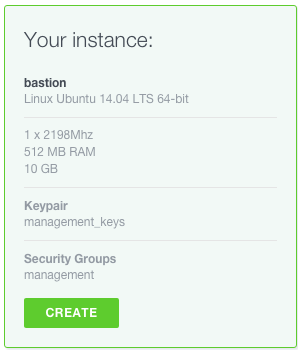 Your instance:
bastion
Linux Ubuntu 14.04 LTS 64-bit
1 x 2198Mhz
512 MB RAM
10 GB
Keypair
management_keys
Security Groups
management
CREATE